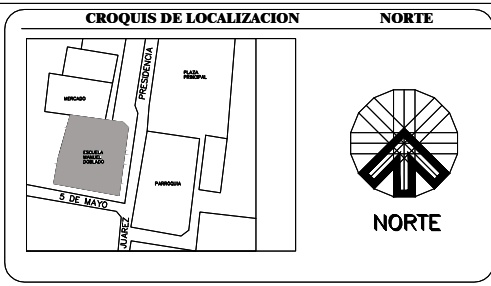 CROQUIS DE LOCALIZACION
NORTE
PLAZA
PRINCIPAL
PRESIDENCIA
MERCADO
ESCUELA
MANUEL
DOBLADO
PARROQUIA
5 DE MAYO
JUAREZ
NORTE